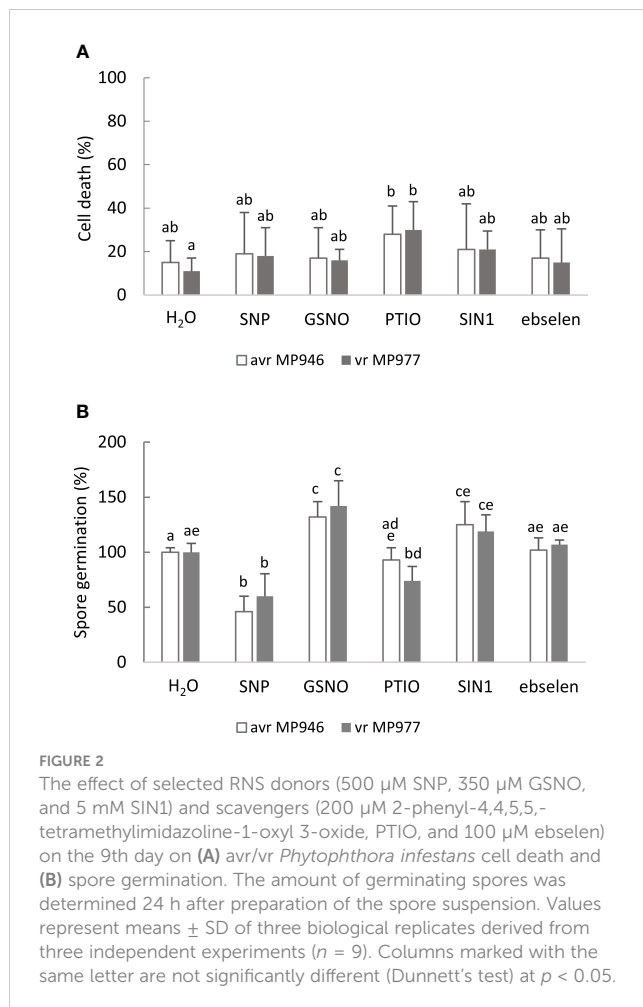 A
100
80
60
40
20
0
Cell death (%)
ab a ab ab ab ab b b ab ab ab ab
H₂O SNP GSNO PTIO SIN1 ebselen
avr MP946 vr MP977
B
200
150
100
50
0
Spore germination (%)
a ae b b c c ad
e bd ce ce ae ae
H₂O SNP GSNO PTIO SIN1 ebselen
avr MP946 vr MP977
FIGURE 2
The effect of selected RNS donors (500 µM SNP, 350 µM GSNO,
and 5 mM SIN1) and scavengers (200 µM 2-phenyl-4,4,5,5,-
tetramethylimidazoline-1-oxyl 3-oxide, PTIO, and 100 µM ebselen)
on the 9th day on (A) avr/vr Phytophthora infestans cell death and
(B) spore germination. The amount of germinating spores was
determined 24 h after preparation of the spore suspension. Values
represent means ± SD of three biological replicates derived from
three independent experiments (n = 9). Columns marked with the
same letter are not significantly different (Dunnett's test) at p < 0.05.